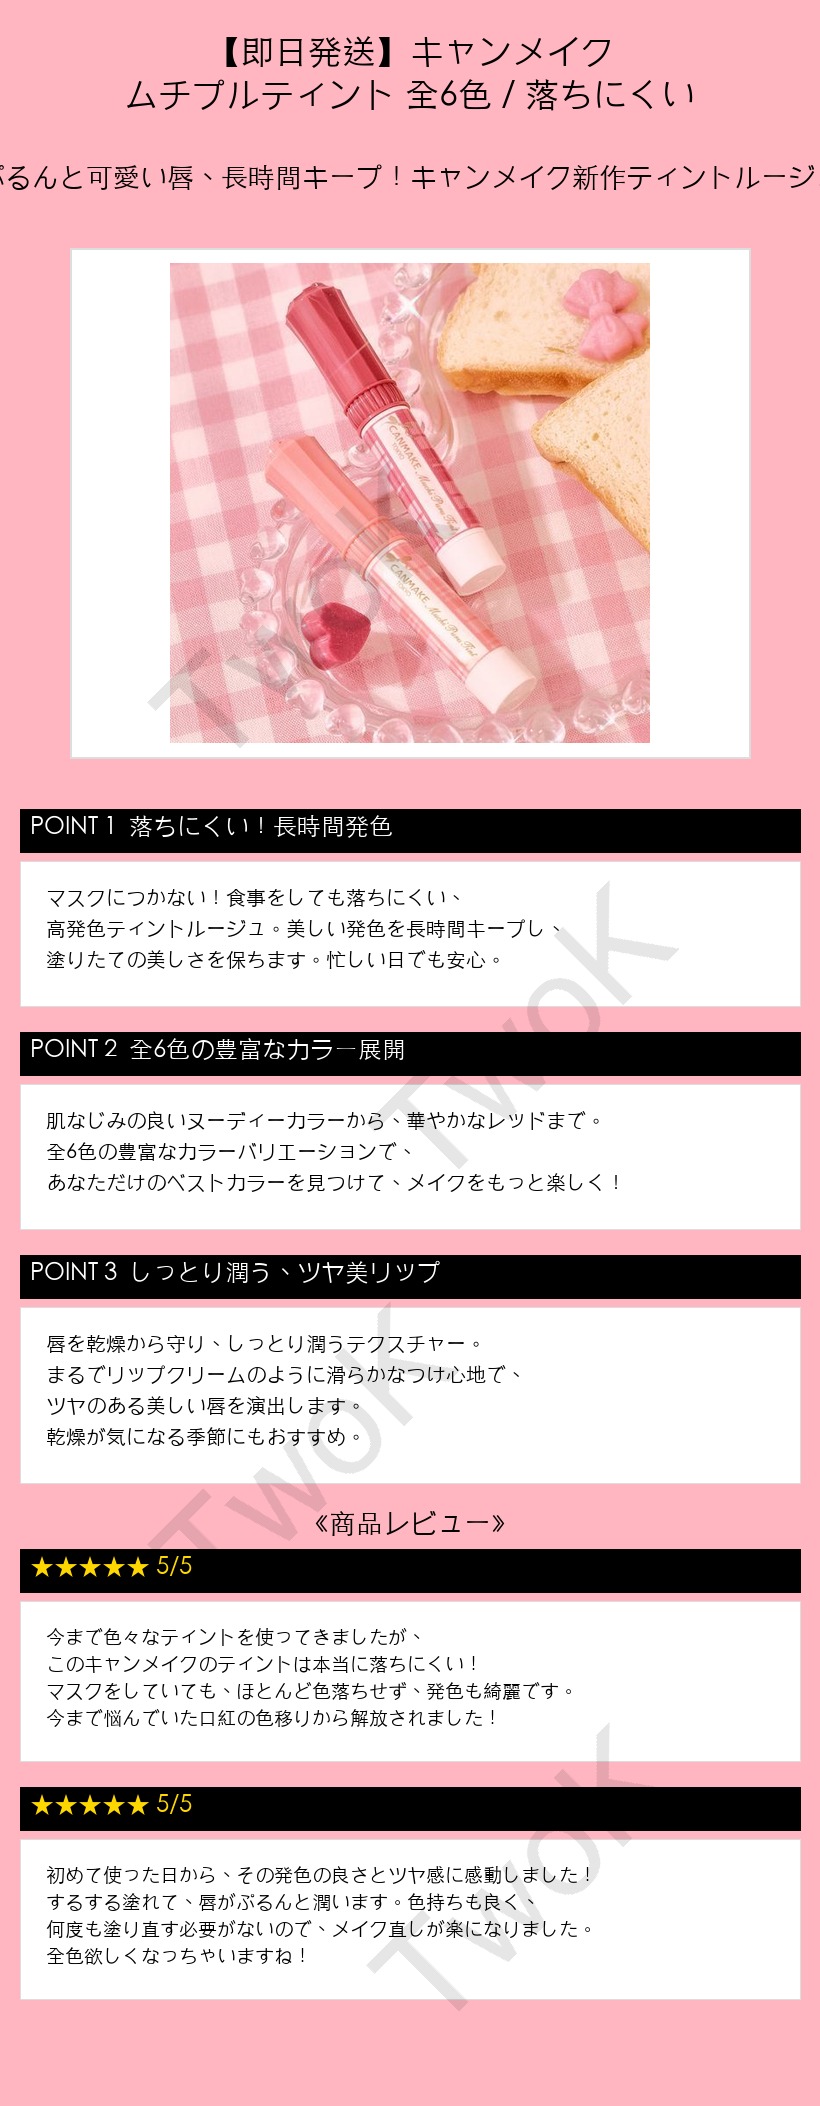 【即日発送】キャンメイク
ムチプルティント 全6色 / 落ちにくい
ぷるんと可愛い唇、長時間キープ！キャンメイク新作ティントルージ
CANMAKE
TOKYO
Muchi Puru Tint
CANMAKE
TOKYO
Muchi Puru Tint
TwoK
POINT 1 落ちにくい！長時間発色
マスクにつかない！食事をしても落ちにくい、
高発色ティントルージュ。美しい発色を長時間キープし、
塗りたての美しさを保ちます。忙しい日でも安心。
TwoK
POINT 2 全6色の豊富なカラー展開
肌なじみの良いヌーディーカラーから、華やかなレッドまで。
全6色の豊富なカラーバリエーションで、
あなただけのベストカラーを見つけて、メイクをもっと楽しく！
POINT 3 しっとり潤う、ツヤ美リップ
唇を乾燥から守り、しっとり潤うテクスチャー。
まるでリップクリームのように滑らかなつけ心地で、
ツヤのある美しい唇を演出します。
乾燥が気になる季節にもおすすめ。
TwoK
《商品レビュー》
★★★★★ 5/5
今まで色々なティントを使ってきましたが、
このキャンメイクのティントは本当に落ちにくい！
マスクをしていても、ほとんど色落ちせず、発色も綺麗です。
今まで悩んでいた口紅の色移りから解放されました！
★★★★★ 5/5
初めて使った日から、その発色の良さとツヤ感に感動しました！
するする塗れて、唇がぷるんと潤います。色持ちも良く、
何度も塗り直す必要がないので、メイク直しが楽になりました。
全色欲しくなっちゃいますね！
TwoK